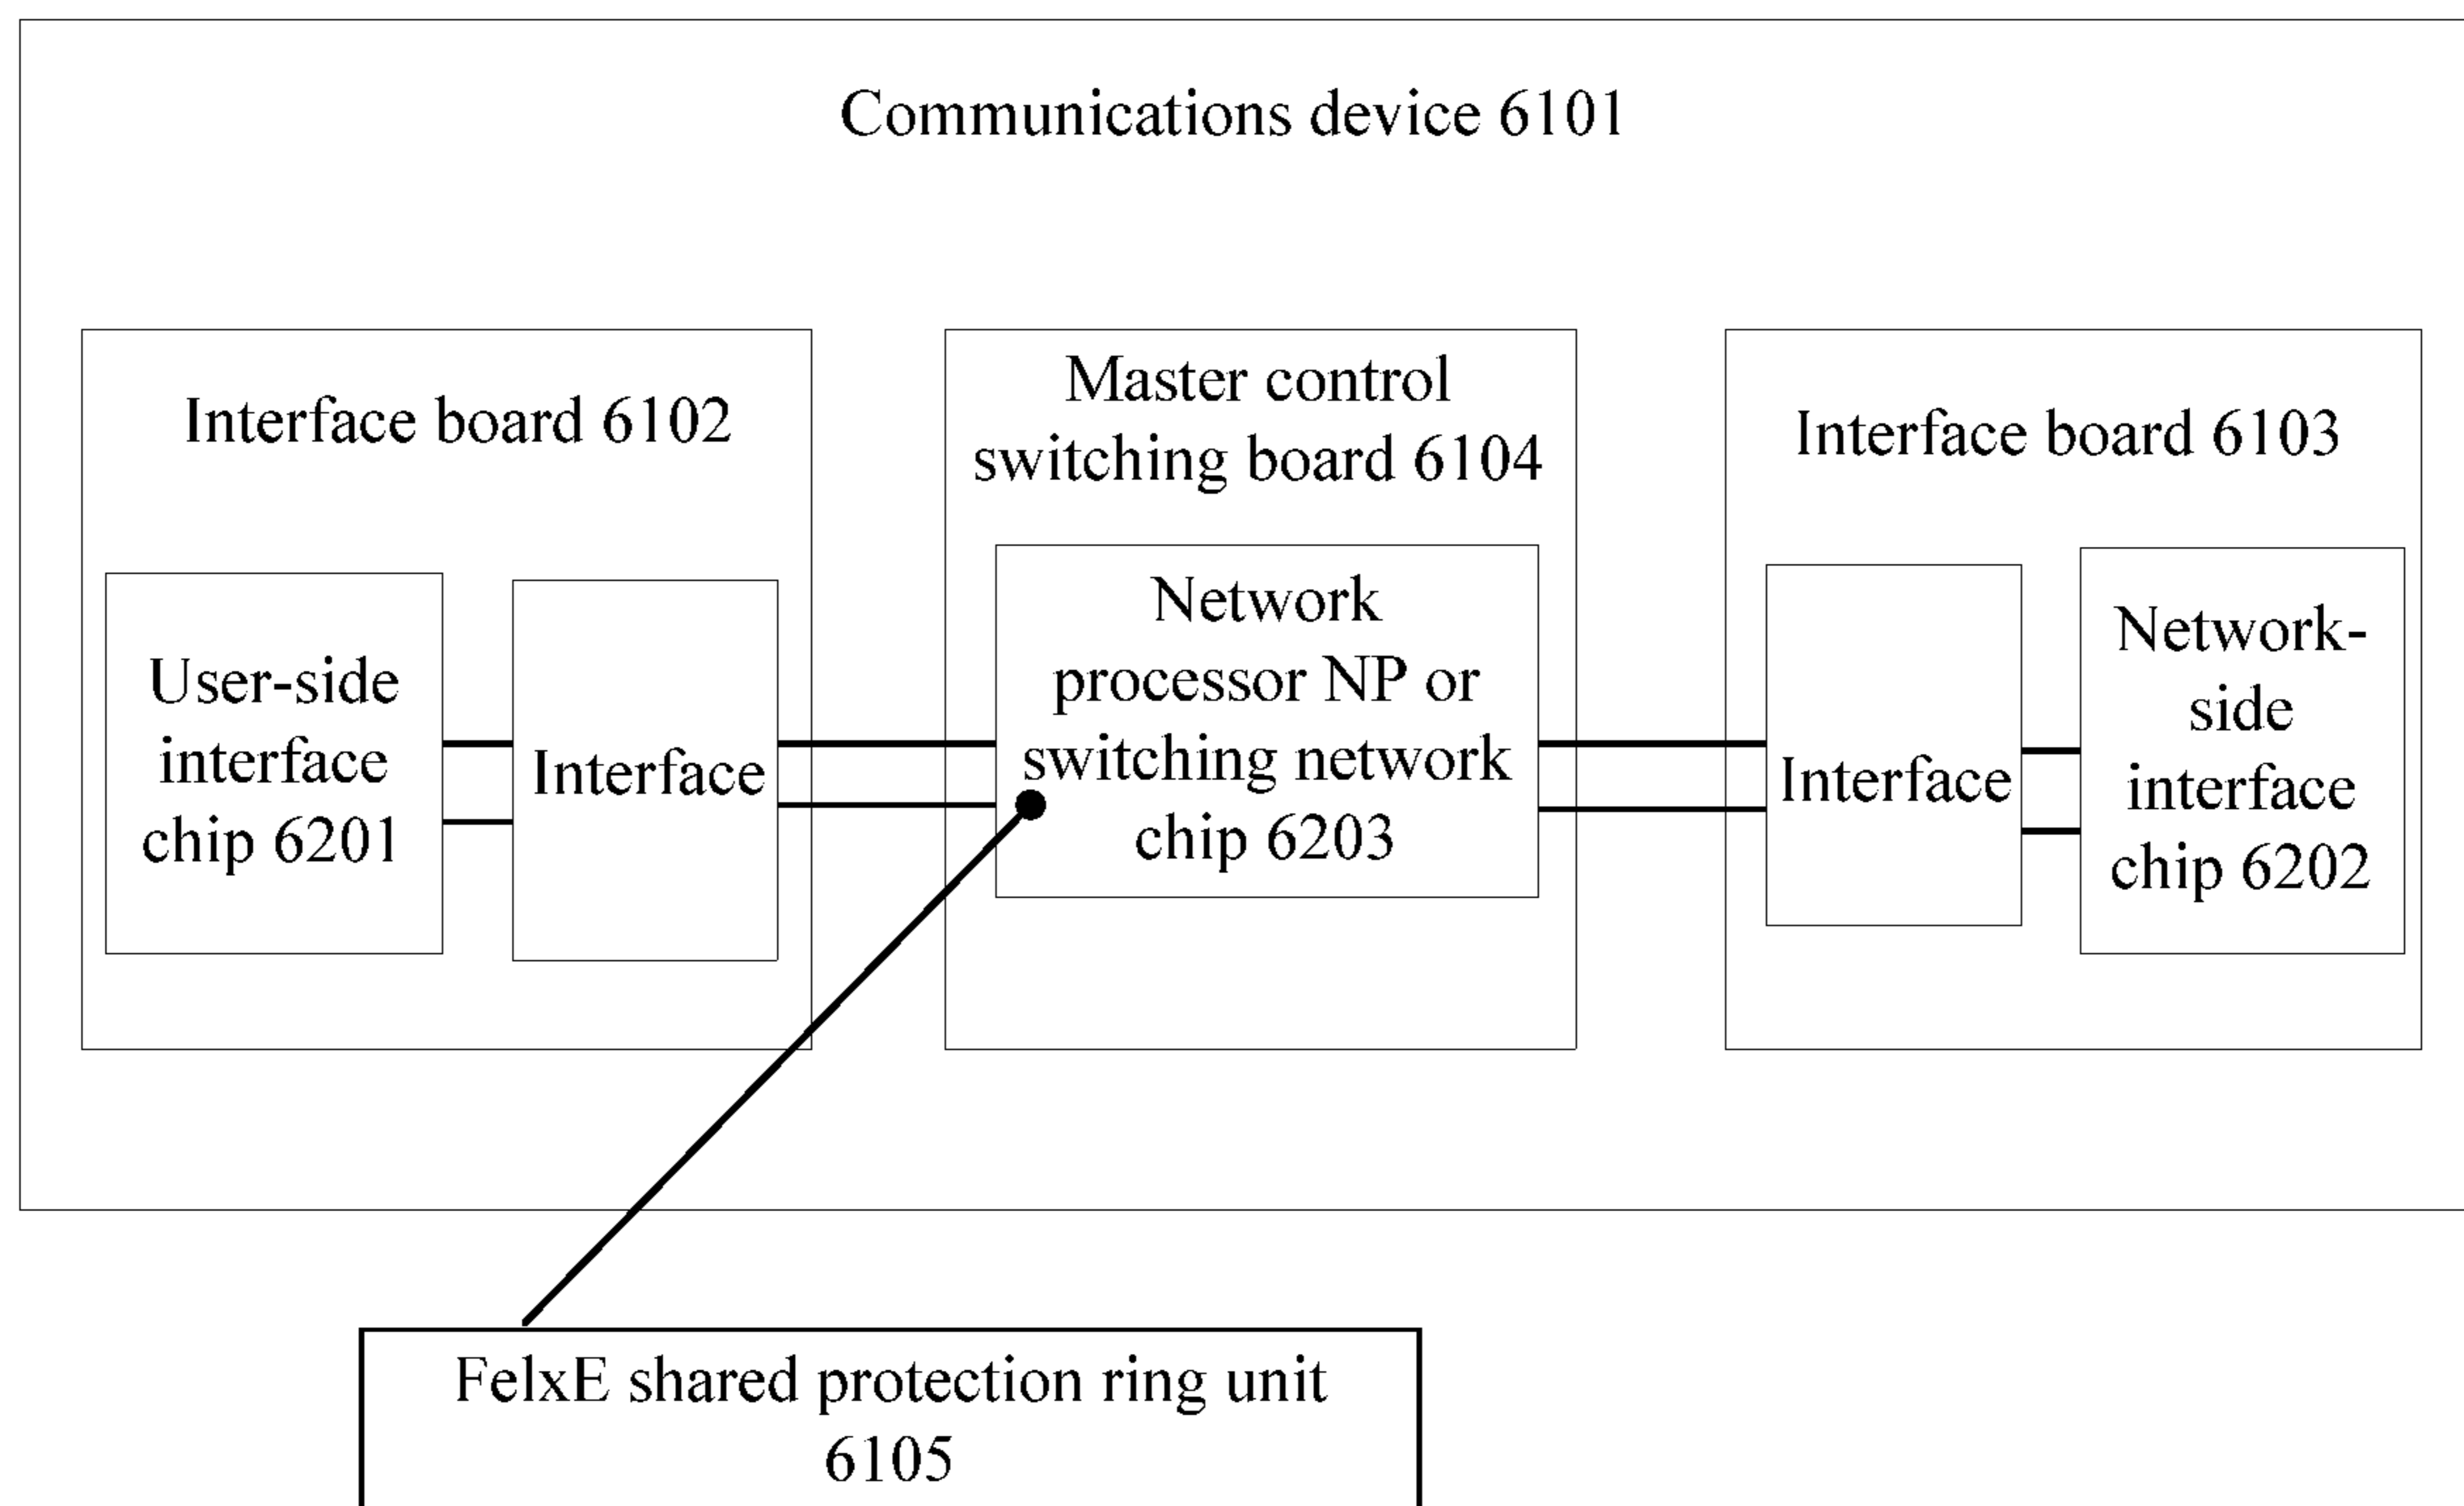 Communications device 6101
Interface board 6102
User-side
interface
chip 6201
Interface
Master control
switching board 6104
Network
processor NP or
switching network
chip 6203
Interface board 6103
Interface
Network-
side
interface
chip 6202
FelxE shared protection ring unit
6105